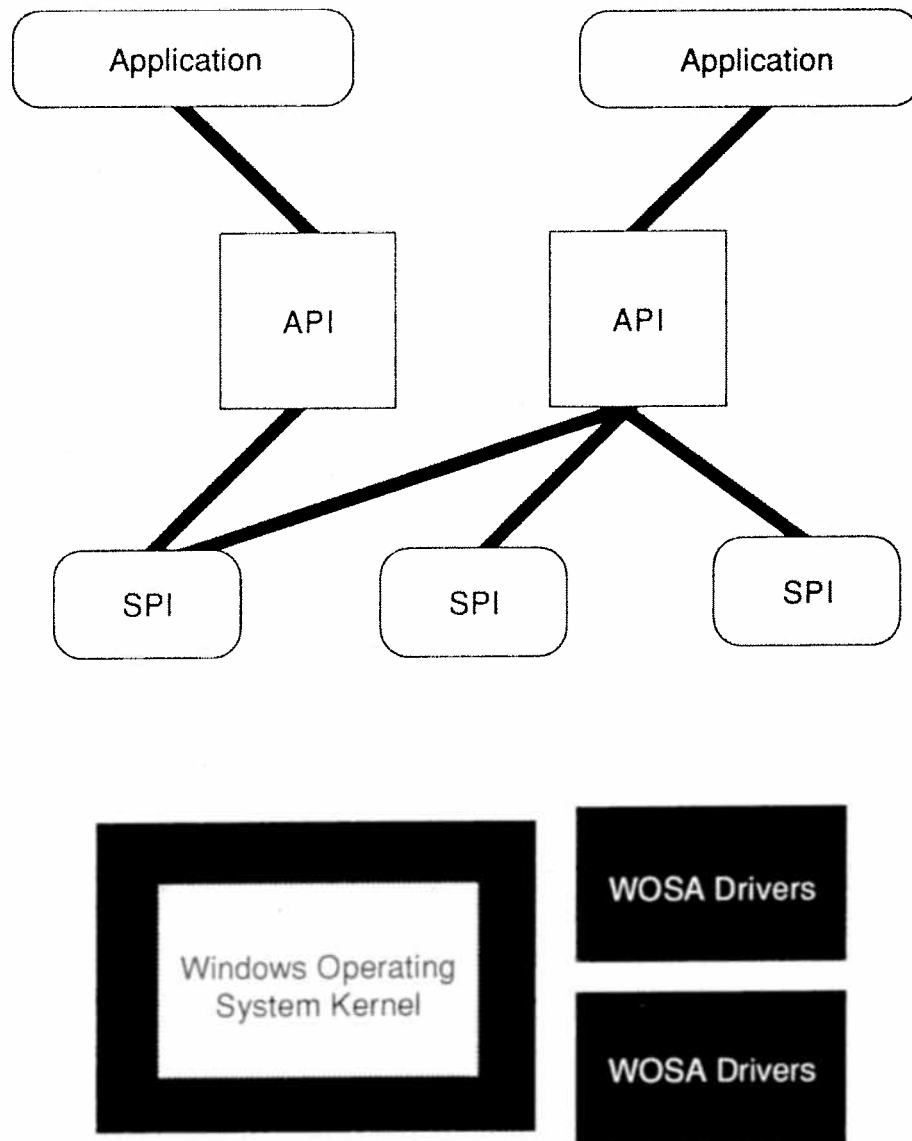 Application
Application
API
API
SPI
SPI
SPI
Windows Operating
System Kernel
WOSA Drivers
WOSA Drivers